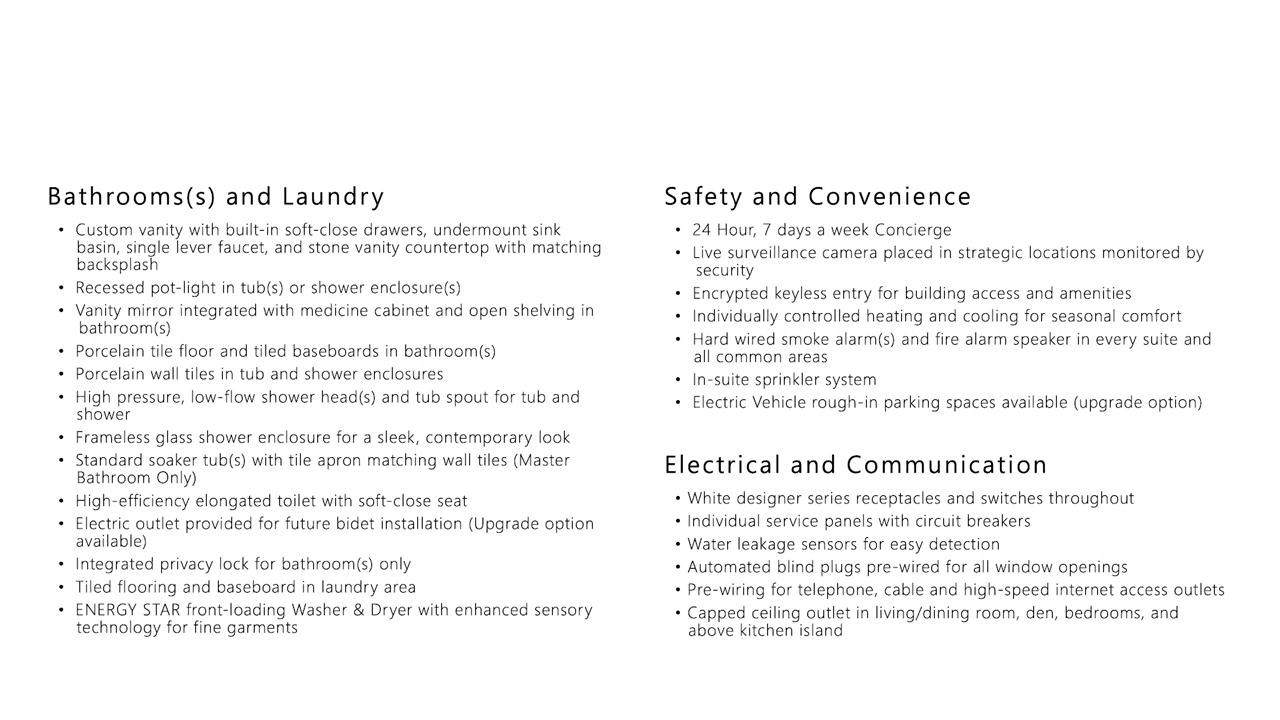 Bathrooms(s) and Laundry
• Custom vanity with built-in soft-close drawers, undermount sink
basin, single lever faucet, and stone vanity countertop with matching
backsplash
• Recessed pot-light in tub(s) or shower enclosure(s)
• Vanity mirror integrated with medicine cabinet and open shelving in
bathroom(s)
• Porcelain tile floor and tiled baseboards in bathroom(s)
• Porcelain wall tiles in tub and shower enclosures
• High pressure, low-flow shower head(s) and tub spout for tub and
shower
• Frameless glass shower enclosure for a sleek, contemporary look
• Standard soaker tub(s) with tile apron matching wall tiles (Master
Bathroom Only)
• High-efficiency elongated toilet with soft-close seat
• Electric outlet provided for future bidet installation (Upgrade option
available)
• Integrated privacy lock for bathroom(s) only
• Tiled flooring and baseboard in laundry area
• ENERGY STAR front-loading Washer & Dryer with enhanced sensory
technology for fine garments
Safety and Convenience
• 24 Hour, 7 days a week Concierge
• Live surveillance camera placed in strategic locations monitored by
security
• Encrypted keyless entry for building access and amenities
• Individually controlled heating and cooling for seasonal comfort
• Hard wired smoke alarm(s) and fire alarm speaker in every suite and
all common areas
• In-suite sprinkler system
• Electric Vehicle rough-in parking spaces available (upgrade option)
Electrical and Communication
• White designer series receptacles and switches throughout
• Individual service panels with circuit breakers
• Water leakage sensors for easy detection
• Automated blind plugs pre-wired for all window openings
• Pre-wiring for telephone, cable and high-speed internet access outlets
• Capped ceiling outlet in living/dining room, den, bedrooms, and
above kitchen island